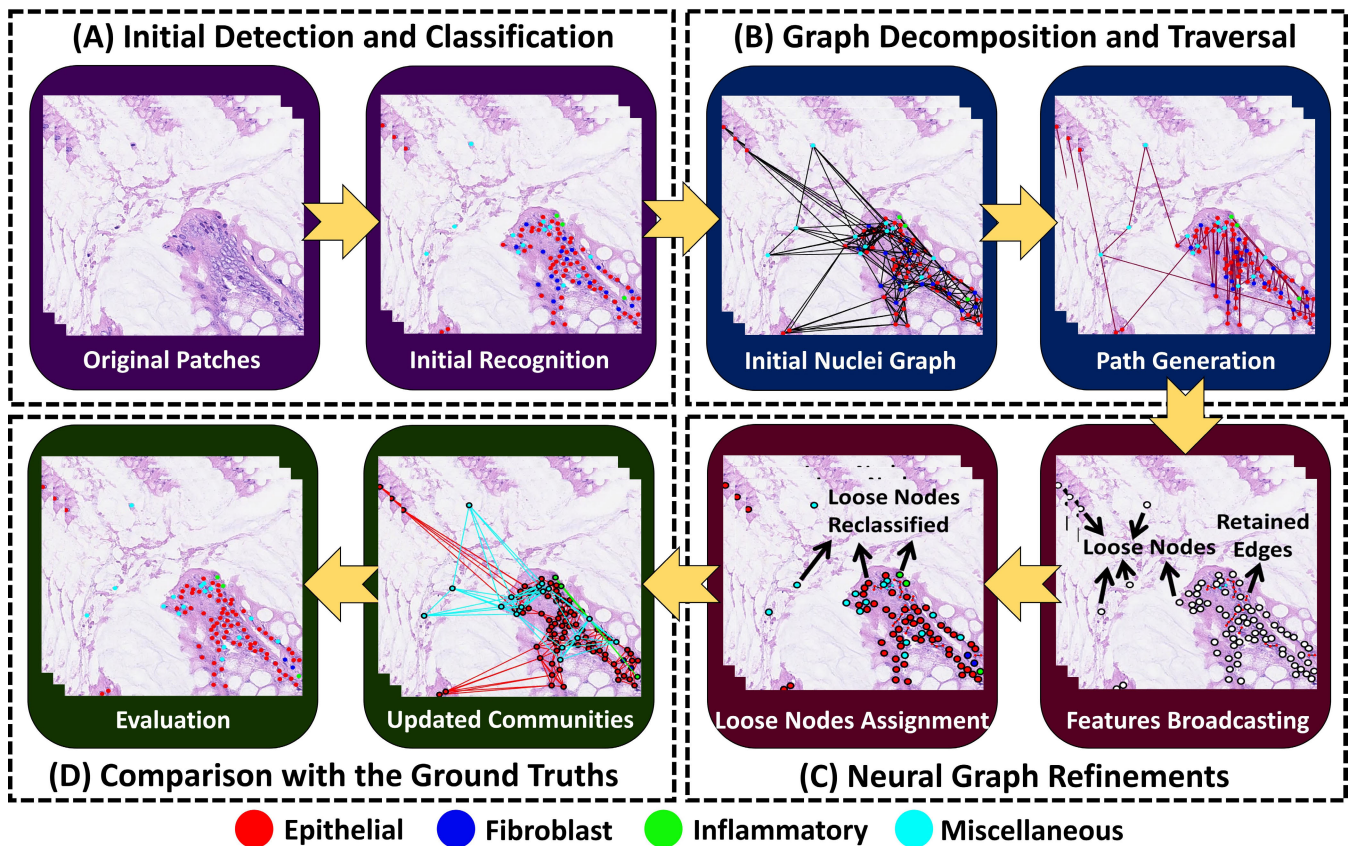 (A) Initial Detection and Classification
Original Patches
Initial Recognition
(B) Graph Decomposition and Traversal
Initial Nuclei Graph
Path Generation
Loose Nodes
Retained
Edges
Features Broadcasting
Loose Nodes
Reclassified
Loose Nodes Assignment
(C) Neural Graph Refinements
Updated Communities
Evaluation
(D) Comparison with the Ground Truths
Epithelial
Fibroblast
Inflammatory
Miscellaneous